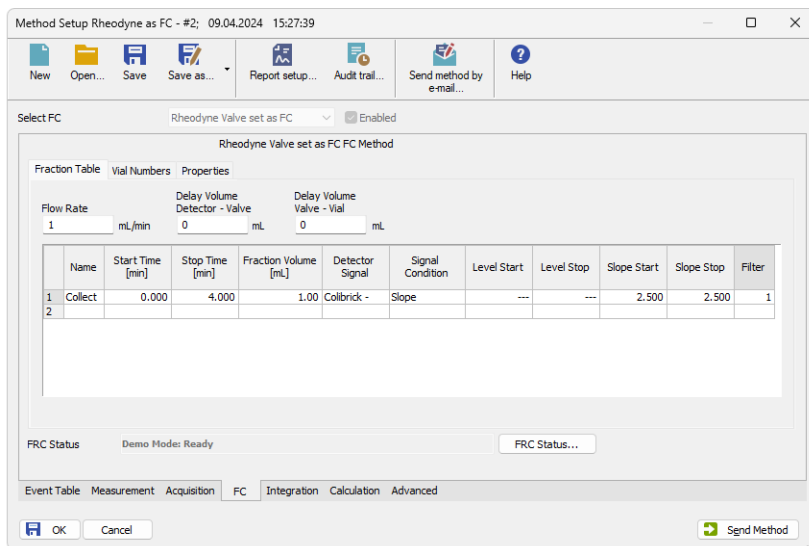 Method Setup Rheodyne as FC - #2; 09.04.2024 15:27:39
New Open... Save Save as... Report setup... Audit trail... Send method by e-mail... Help
Select FC Rheodyne Valve set as FC Enabled
Rheodyne Valve set as FC FC Method
Fraction Table Vial Numbers Properties
Flow Rate Delay Volume Detector - Valve Delay Volume Valve - Vial
1 mL/min 0 mL 0 mL
Name Start Time [min] Stop Time [min] Fraction Volume [mL] Detector Signal Signal Condition Level Start Level Stop Slope Start Slope Stop Filter
1 Collect 0.000 4.000 1.00 Colibrick - Slope --- --- 2.500 2.500 1
2
FRC Status Demo Mode: Ready FRC Status...
Event Table Measurement Acquisition FC Integration Calculation Advanced
OK Cancel Send Method